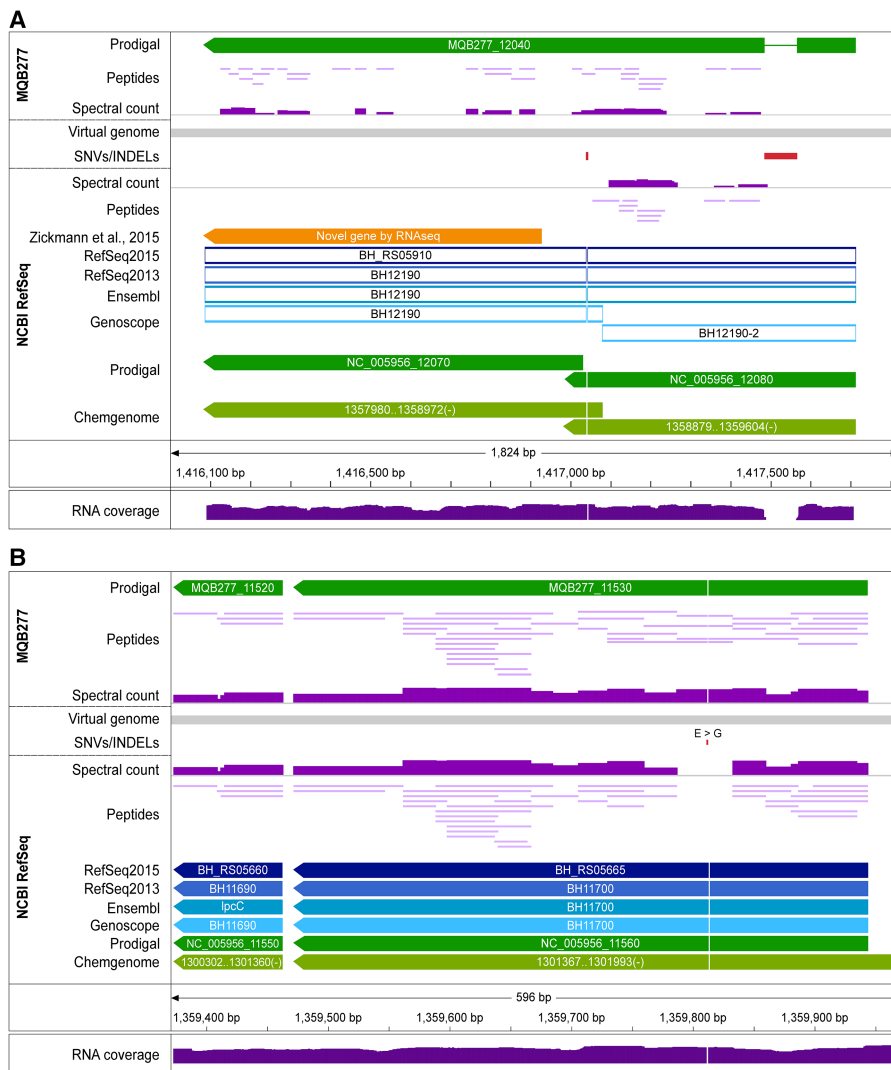 A
MQB277
Prodigal
MQB277_12040
Peptides
Spectral count
Virtual genome
SNVs/INDELs
NCBI RefSeq
Spectral count
Peptides
Zickmann et al., 2015
Novel gene by RNAseq
RefSeq2015
BH_RS05910
RefSeq2013
BH12190
Ensembl
BH12190
Genoscope
BH12190
BH12190-2
Prodigal
NC_005956_12070
NC_005956_12080
Chemgenome
1357980..1358972(-)
1358879..1359604(-)
1,824 bp
1,416,100 bp 1,416,500 bp 1,417,000 bp 1,417,500 bp
RNA coverage
B
MQB277
Prodigal
MQB277_11520 MQB277_11530
Peptides
Spectral count
Virtual genome
SNVs/INDELs
E > G
NCBI RefSeq
Spectral count
Peptides
RefSeq2015
BH_RS05660 BH_RS05665
RefSeq2013
BH11690 BH11700
Ensembl
lpcC BH11700
Genoscope
BH11690 BH11700
Prodigal
NC_005956_11550 NC_005956_11560
Chemgenome
1300302..1301360(-) 1301367..1301993(-)
596 bp
1,359,400 bp 1,359,500 bp 1,359,600 bp 1,359,700 bp 1,359,800 bp 1,359,900 bp
RNA coverage